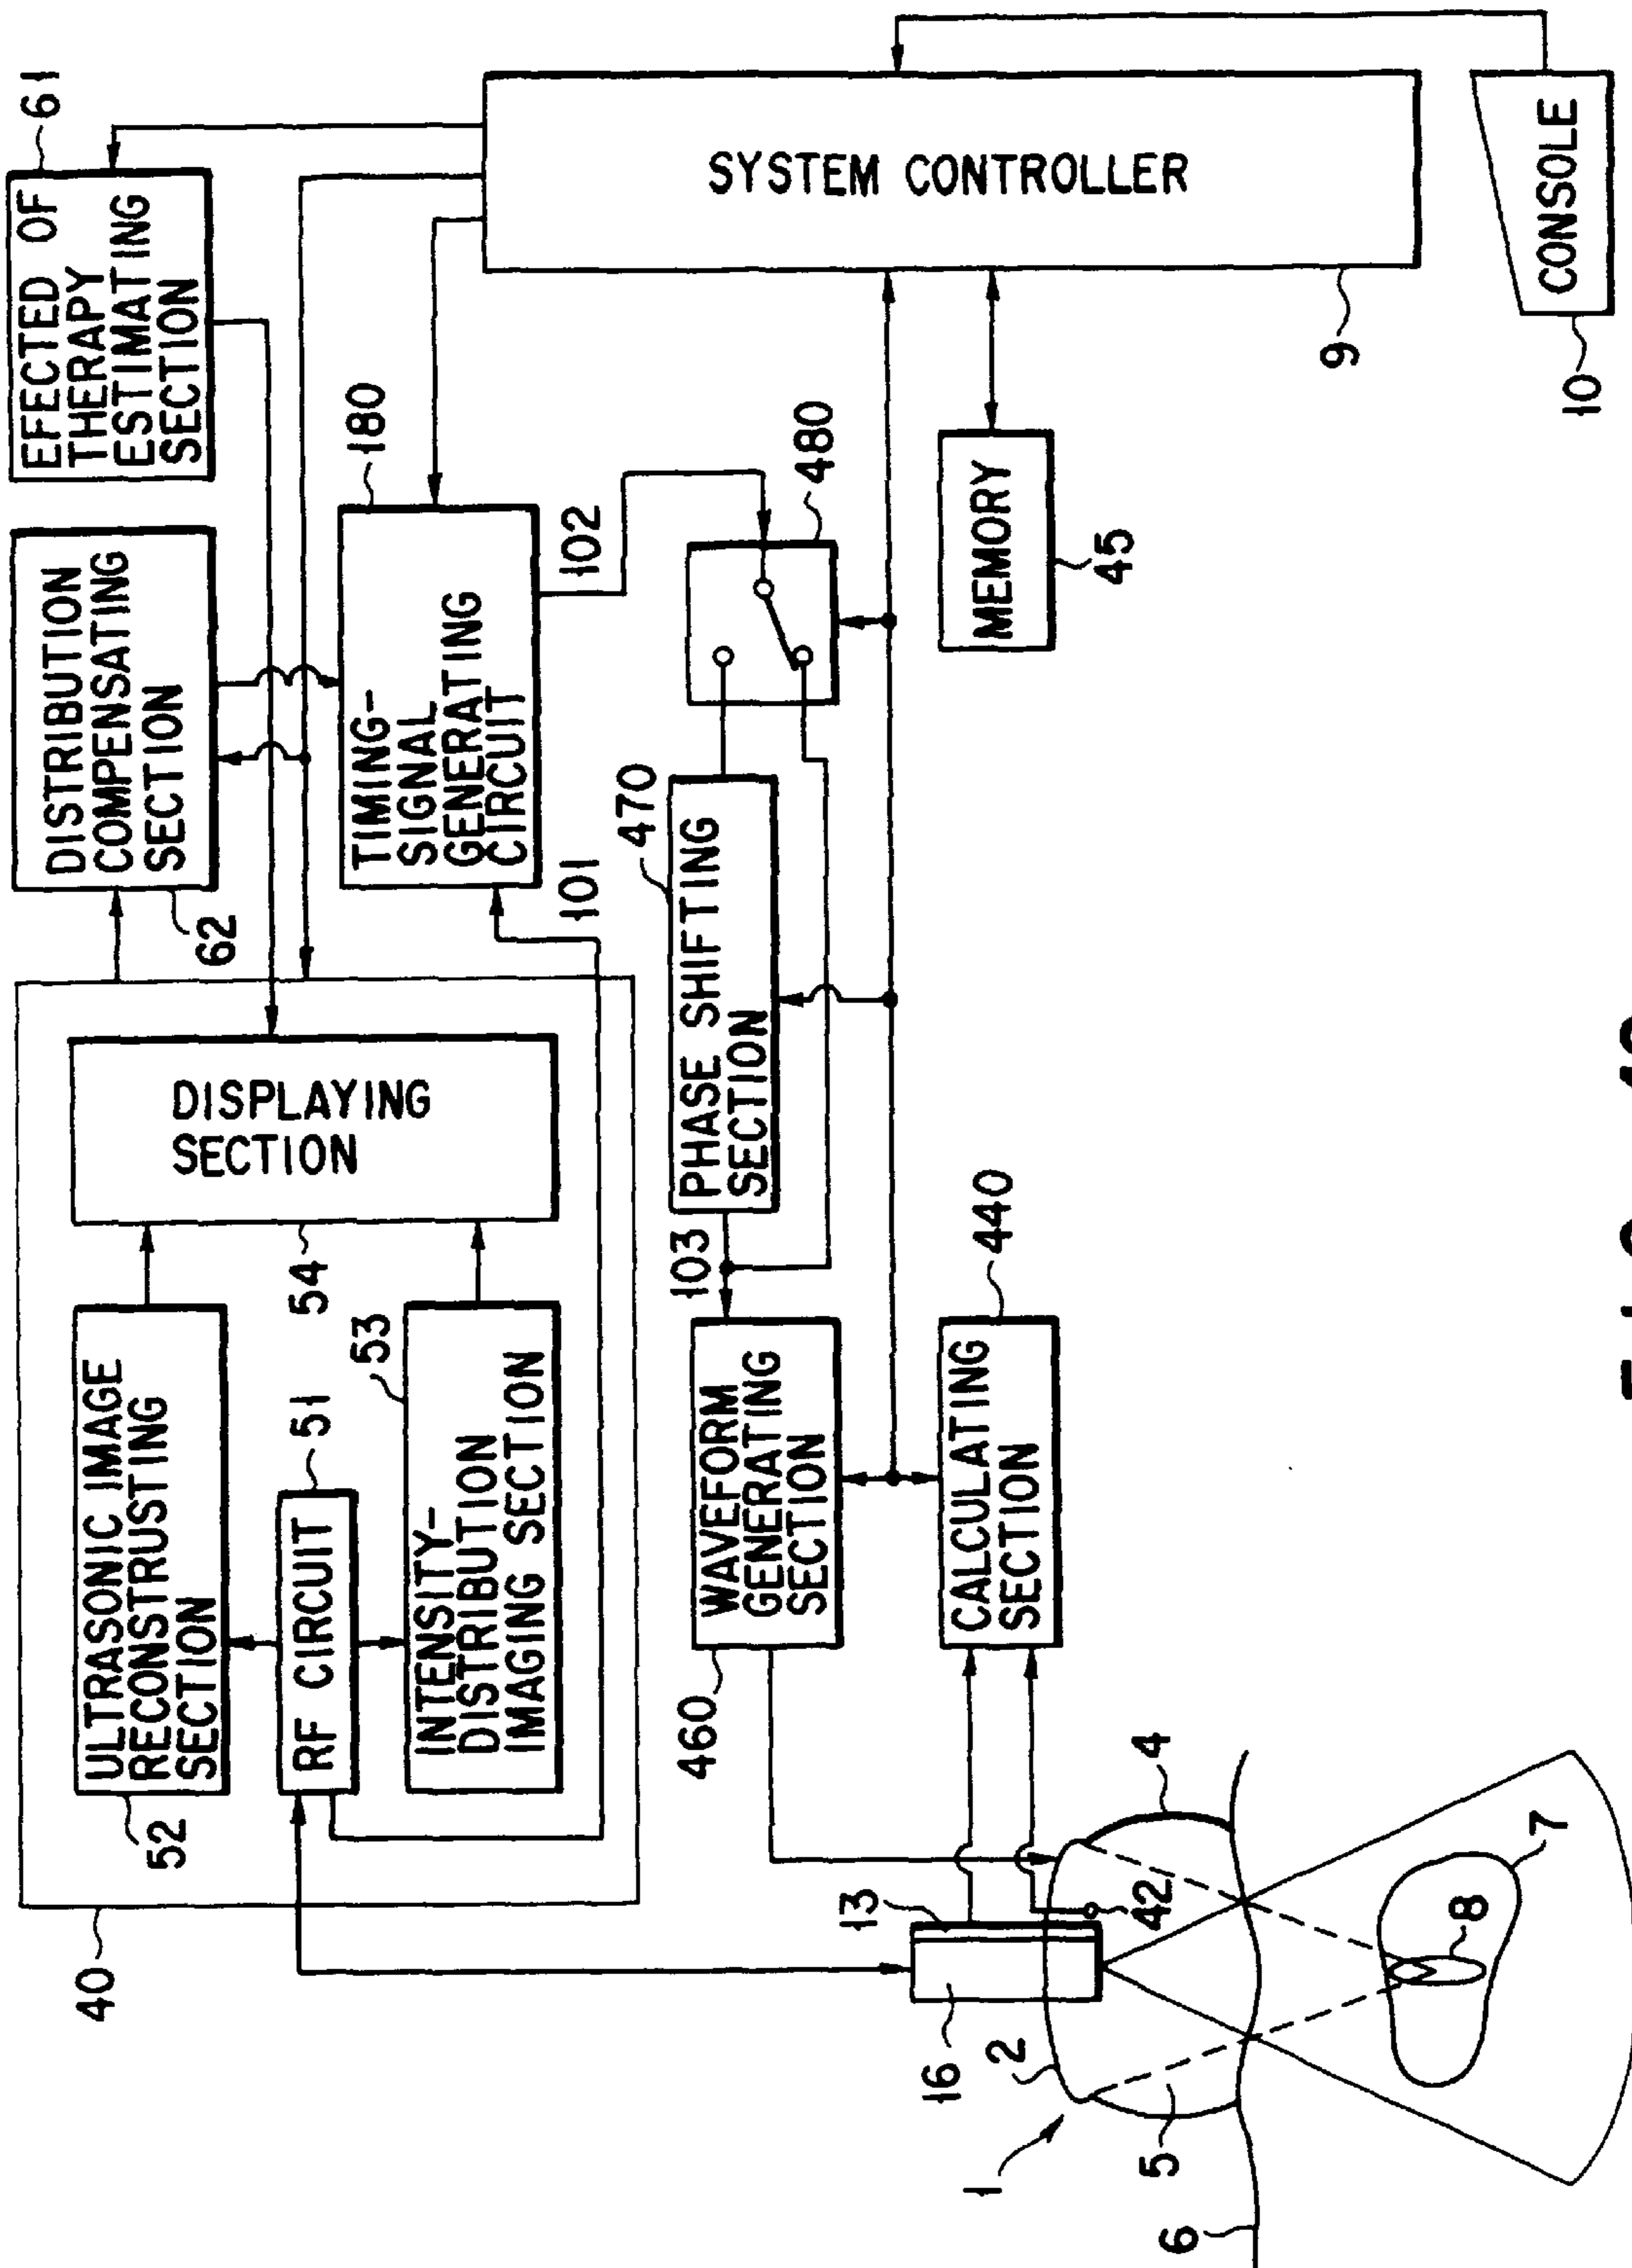 40
52
ULTRASONIC IMAGE
RECONSTRUSTING
SECTION
RF CIRCUIT
51
INTENSITY-
DISTRIBUTION
IMAGING SECTION
53
54
DISPLAYING
SECTION
62
DISTRIBUTION
COMPENSATING
SECTION
EFFECTED OF
THERAPY
ESTIMATING
SECTION
61
101
TIMING-
SIGNAL
GENERATING
CIRCUIT
180
102
460
WAVEFORM
GENERATING
SECTION
103
PHASE SHIFTING
SECTION
470
480
CALCULATING
SECTION
440
MEMORY
45
SYSTEM CONTROLLER
9
CONSOLE
10
13
16
2
42
1
4
5
6
7
8